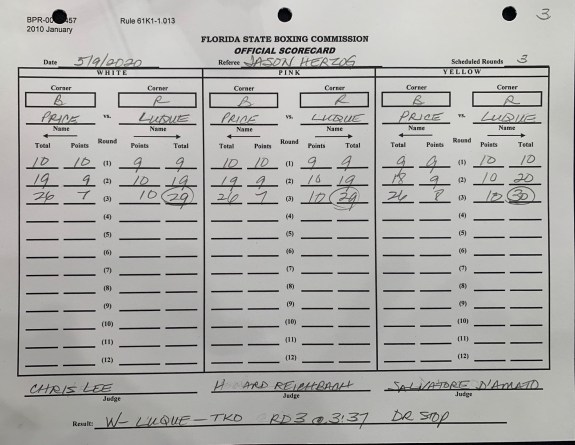 BPR- 457 Rule 61K1-1.013 3
2010 January
FLORIDA STATE BOXING COMMISSION
OFFICIAL SCORECARD
Date 5/9/2020 Referee JASON HERZOG Scheduled Rounds 3
WHITE PINK YELLOW
Corner Corner Corner Corner Corner Corner
B R B R B R
PRICE vs. LUQUE PRICE vs. LUQUE PRICE vs. LUQUE
Name Name Name Name Name Name
Total Points Round Points Total Total Points Round Points Total Total Points Round Points Total
10 10 (1) 9 9 10 10 (1) 9 9 9 9 (1) 10 10
19 9 (2) 10 19 19 9 (2) 10 19 18 9 (2) 10 20
26 7 (3) 10 29 26 7 (3) 10 29 26 8 (3) 10 30
(4) (4) (4)
(5) (5) (5)
(6) (6) (6)
(7) (7) (7)
(8) (8) (8)
(9) (9) (9)
(10) (10) (10)
(11) (11) (11)
(12) (12) (12)
CHRIS LEE H ARD REICHBACH SALVATORE D'AMATO
Judge Judge Judge
Result: W- LUQUE - TKO RD3 @ 3:37 DR STOP